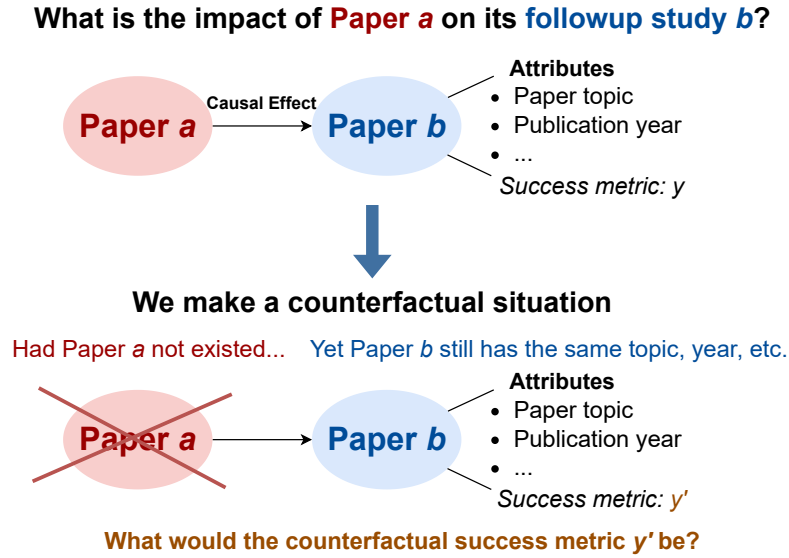 What is the impact of Paper a on its followup study b?
Paper a
Causal Effect
Paper b
Attributes
• Paper topic
• Publication year
• ...
Success metric: y
We make a counterfactual situation
Had Paper a not existed...
Yet Paper b still has the same topic, year, etc.
Paper a
Paper b
Attributes
• Paper topic
• Publication year
• ...
Success metric: y'
What would the counterfactual success metric y' be?